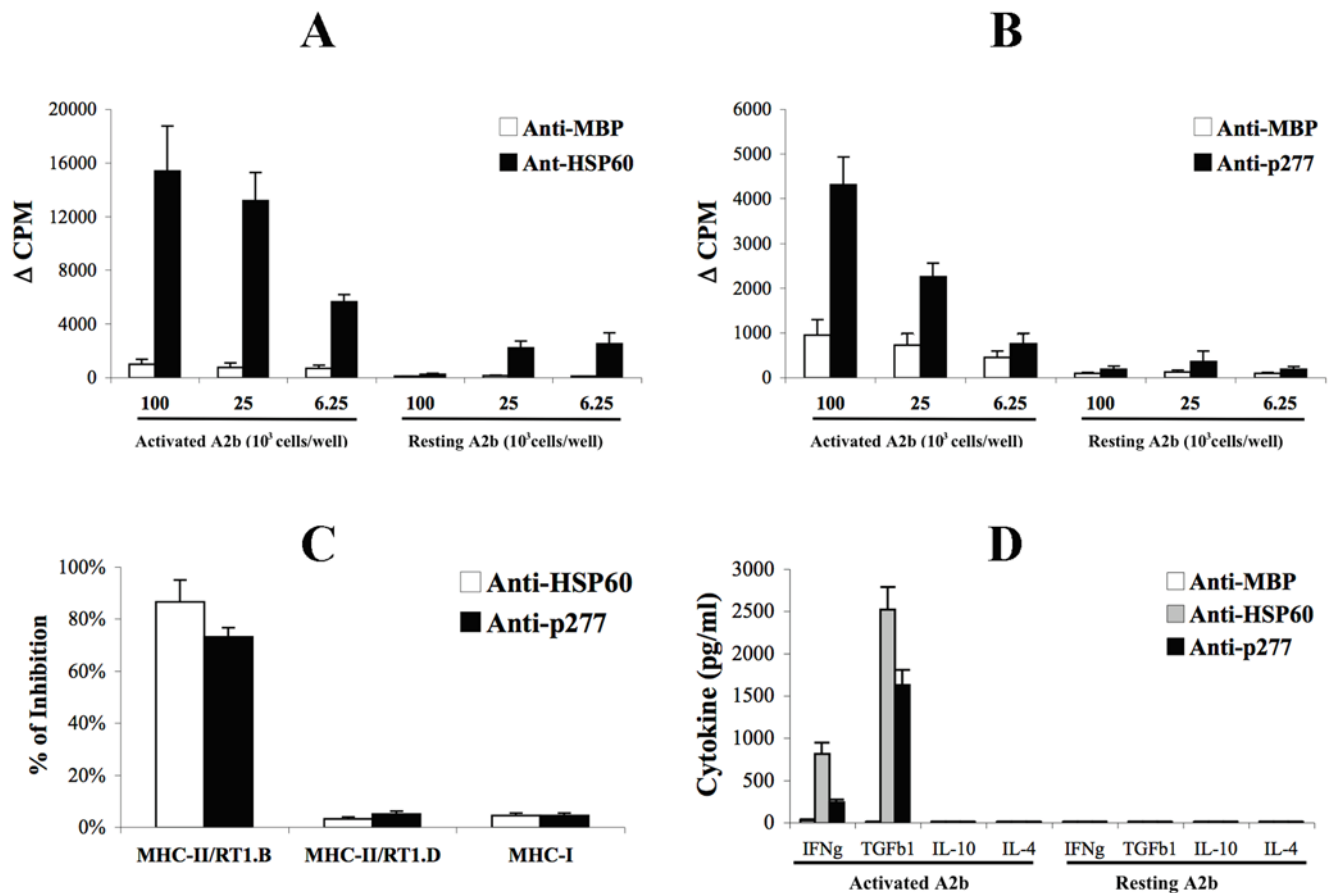 A
20000
16000
12000
8000
4000
0
Δ CPM
Anti-MBP
Ant-HSP60
100 25 6.25 100 25 6.25
Activated A2b (10³ cells/well) Resting A2b (10³cells/well)
B
6000
5000
4000
3000
2000
1000
0
Δ CPM
Anti-MBP
Anti-p277
100 25 6.25 100 25 6.25
Activated A2b (10³ cells/well) Resting A2b (10³cells/well)
C
100%
80%
60%
40%
20%
0%
% of Inhibition
Anti-HSP60
Anti-p277
MHC-II/RT1.B MHC-II/RT1.D MHC-I
D
3000
2500
2000
1500
1000
500
0
Cytokine (pg/ml)
Anti-MBP
Anti-HSP60
Anti-p277
IFNg TGFb1 IL-10 IL-4 IFNg TGFb1 IL-10 IL-4
Activated A2b Resting A2b